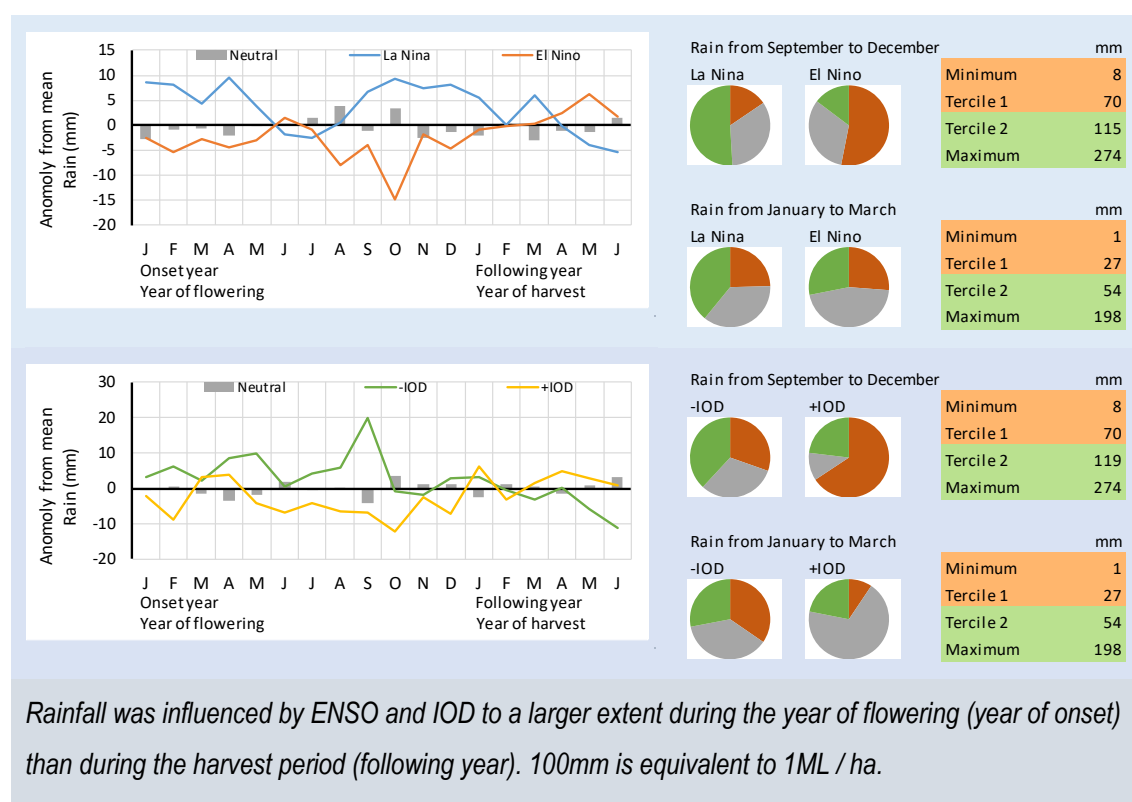 Neutral La Nina El Nino
15
10
5
0
-5
-10
-15
-20
Anomoly from mean
Rain (mm)
J F M A M J J A S O N D J F M A M J
Onset year Following year
Year of flowering Year of harvest
Rain from September to December mm
La Nina El Nino
Minimum 8
Tercile 1 70
Tercile 2 115
Maximum 274
Rain from January to March mm
La Nina El Nino
Minimum 1
Tercile 1 27
Tercile 2 54
Maximum 198
Neutral -IOD +IOD
30
20
10
0
-10
-20
Anomoly from mean
Rain (mm)
J F M A M J J A S O N D J F M A M J
Onset year Following year
Year of flowering Year of harvest
Rain from September to December mm
-IOD +IOD
Minimum 8
Tercile 1 70
Tercile 2 119
Maximum 274
Rain from January to March mm
-IOD +IOD
Minimum 1
Tercile 1 27
Tercile 2 54
Maximum 198
Rainfall was influenced by ENSO and IOD to a larger extent during the year of flowering (year of onset)
than during the harvest period (following year). 100mm is equivalent to 1ML / ha.